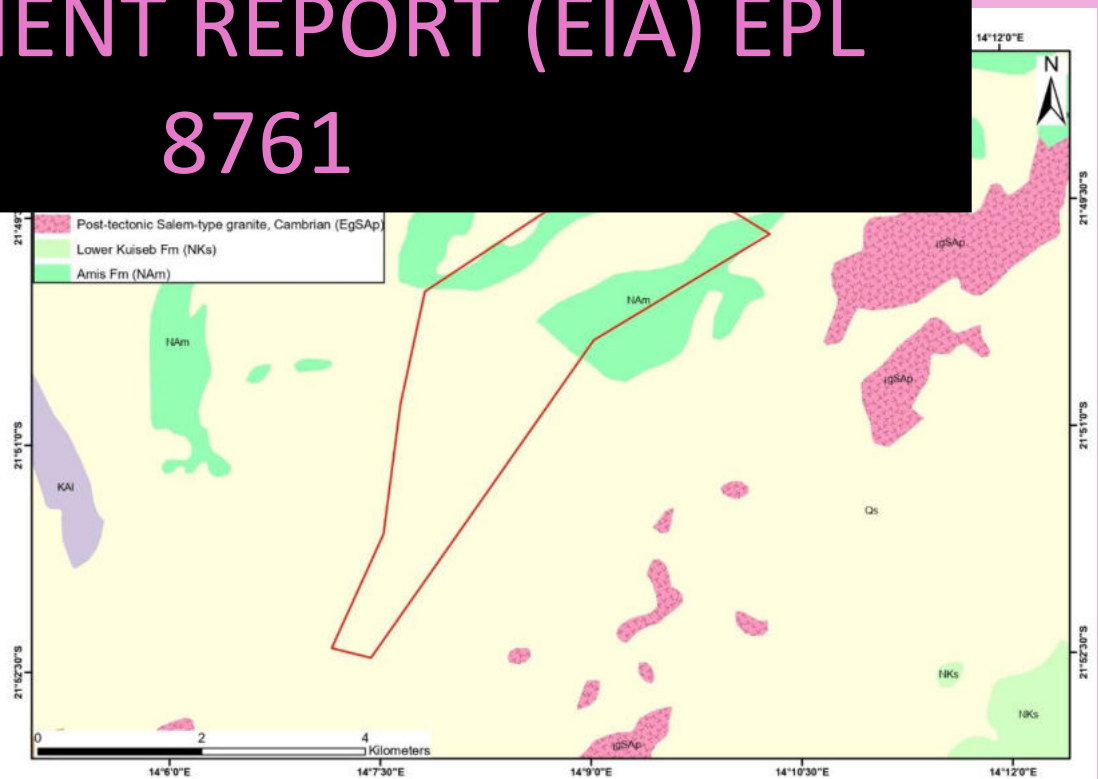 MENT REPORT (EIA) EPL
8761
14°12'0"E
N
21°49'
21°49'30"S
Post-tectonic Salem-type granite, Cambrian (EgSAp)
Lower Kuiseb Fm (NKs)
Amis Fm (NAm)
gSAp
NAm
NAm
gSAp
21°51'0"S
21°51'0"S
KAl
Qs
21°52'30"S
21°52'30"S
NKs
NKs
gSAp
0 2 4
Kilometers
14°6'0"E 14°7'30"E 14°9'0"E 14°10'30"E 14°12'0"E